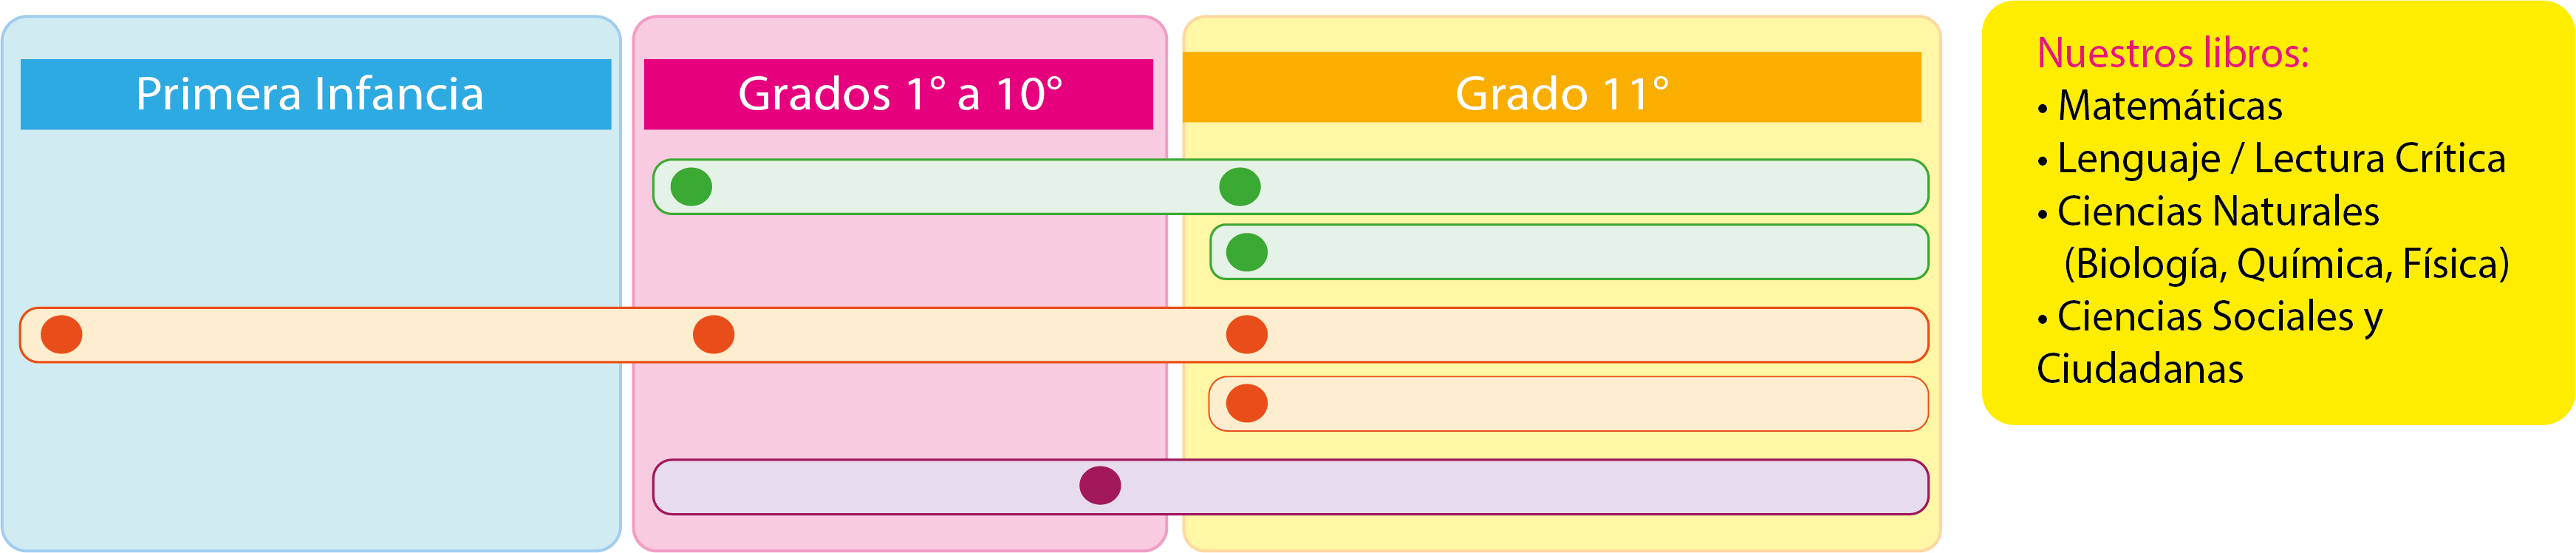 Primera Infancia
Grados 1° a 10°
Grado 11°
Nuestros libros:
• Matemáticas
• Lenguaje / Lectura Crítica
• Ciencias Naturales
(Biología, Química, Física)
• Ciencias Sociales y
Ciudadanas